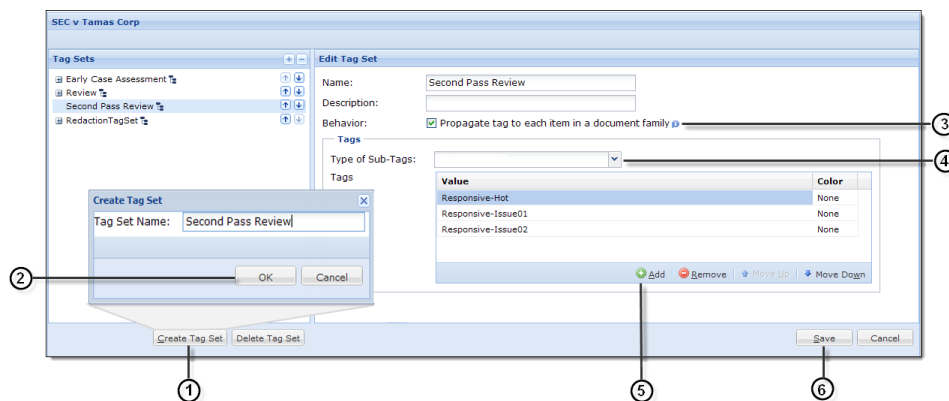 SEC v Tamas Corp
Tag Sets
Early Case Assessment
Review
Second Pass Review
RedactionTagSet
Edit Tag Set
Name: Second Pass Review
Description:
Behavior: Propagate tag to each item in a document family
3
Tags
Type of Sub-Tags:
4
Tags
Value Color
Responsive-Hot None
Responsive-Issue01 None
Responsive-Issue02 None
Add Remove Move Up Move Down
Create Tag Set
Tag Set Name: Second Pass Review
2
OK Cancel
Create Tag Set Delete Tag Set
Save Cancel
1
5
6